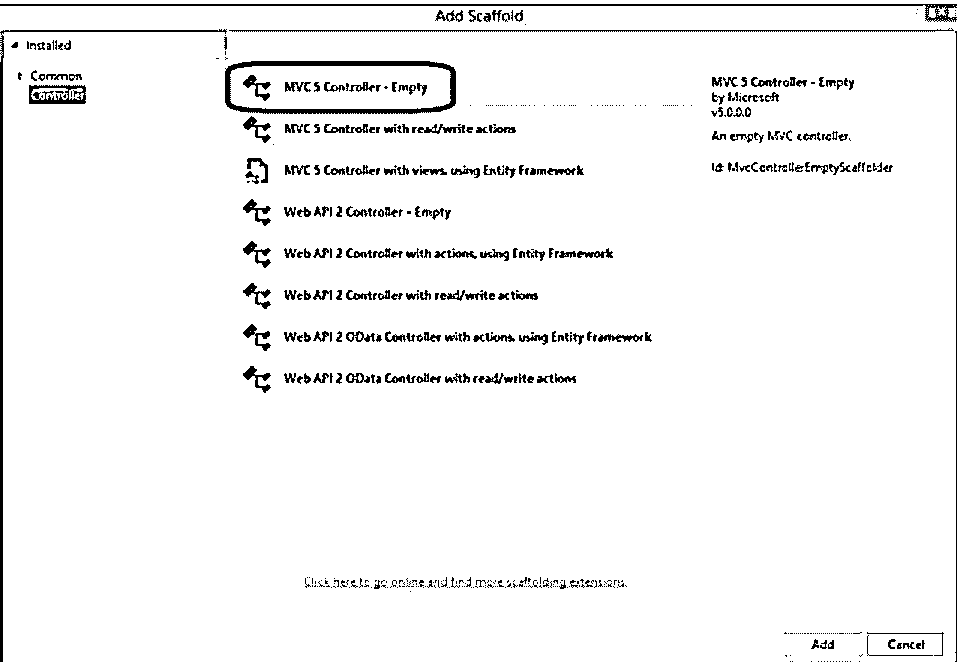 Add Scaffold
Installed
Common
Controller
MVC 5 Controller - Empty
MVC 5 Controller with read/write actions
MVC 5 Controller with views, using Entity Framework
Web API 2 Controller - Empty
Web API 2 Controller with actions, using Entity Framework
Web API 2 Controller with read/write actions
Web API 2 OData Controller with actions, using Entity Framework
Web API 2 OData Controller with read/write actions
MVC 5 Controller - Empty
by Microsoft
v5.0.0.0
An empty MVC controller.
Id: MvcControllerEmptyScaffolder
Click here to go online and find more scaffolding extensions.
Add
Cancel